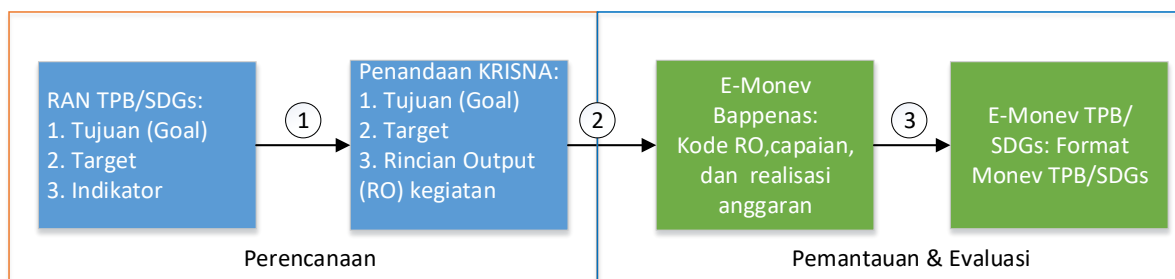 RAN TPB/SDGs:
1. Tujuan (Goal)
2. Target
3. Indikator
1
Penandaan KRISNA:
1. Tujuan (Goal)
2. Target
3. Rincian Output
(RO) kegiatan
2
E-Monev
Bappenas:
Kode RO,capaian,
dan realisasi
anggaran
3
E-Monev TPB/
SDGs: Format
Monev TPB/SDGs
Perencanaan
Pemantauan & Evaluasi